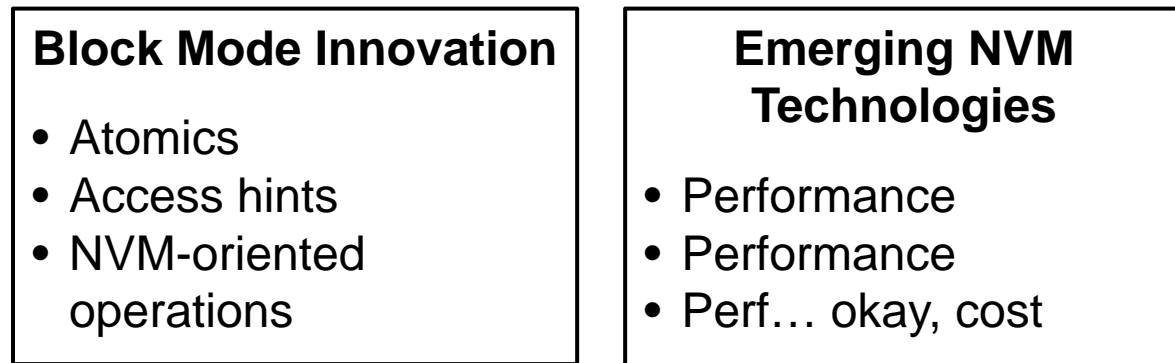 Block Mode Innovation
• Atomics
• Access hints
• NVM-oriented
operations
Emerging NVM
Technologies
• Performance
• Performance
• Perf… okay, cost